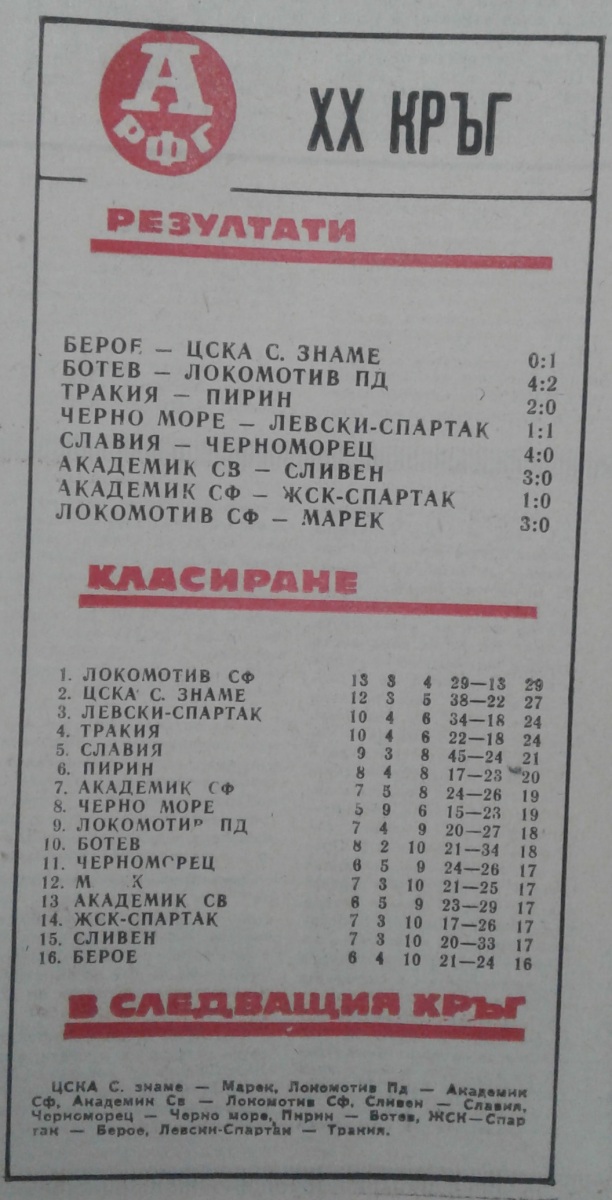 А
РФГ
XX КРЪГ
РЕЗУЛТАТИ
БЕРОЕ — ЦСКА С. ЗНАМЕ 0:1
БОТЕВ — ЛОКОМОТИВ ПД 4:2
ТРАКИЯ — ПИРИН 2:0
ЧЕРНО МОРЕ — ЛЕВСКИ-СПАРТАК 1:1
СЛАВИЯ — ЧЕРНОМОРЕЦ 4:0
АКАДЕМИК СВ — СЛИВЕН 3:0
АКАДЕМИК СФ — ЖСК-СПАРТАК 1:0
ЛОКОМОТИВ СФ — МАРЕК 3:0
КЛАСИРАНЕ
1. ЛОКОМОТИВ СФ 13 3 4 29—13 29
2. ЦСКА С. ЗНАМЕ 12 3 5 38—22 27
3. ЛЕВСКИ-СПАРТАК 10 4 6 34—18 24
4. ТРАКИЯ 10 4 6 22—18 24
5. СЛАВИЯ 9 3 8 45—24 21
6. ПИРИН 8 4 8 17—23 20
7. АКАДЕМИК СФ 7 5 8 24—26 19
8. ЧЕРНО МОРЕ 5 9 6 15—23 19
9. ЛОКОМОТИВ ПД 7 4 9 20—27 18
10. БОТЕВ 8 2 10 21—34 18
11. ЧЕРНОМОРЕЦ 6 5 9 24—26 17
12. М К 7 3 10 21—25 17
13 АКАДЕМИК СВ 6 5 9 23—29 17
14. ЖСК-СПАРТАК 7 3 10 17—26 17
15. СЛИВЕН 7 3 10 20—33 17
16. БЕРОЕ 6 4 10 21—24 16
В СЛЕДВАЩИЯ КРЪГ
ЦСКА С. знаме — Марек, Локомотив Пд — Академик
Сф, Академик Св — Локомотив Сф, Сливен — Славия,
Черноморец — Черно море, Пирин — Ботев, ЖСК—Спар
так — Берое, Левски-Спартак — Тракия.